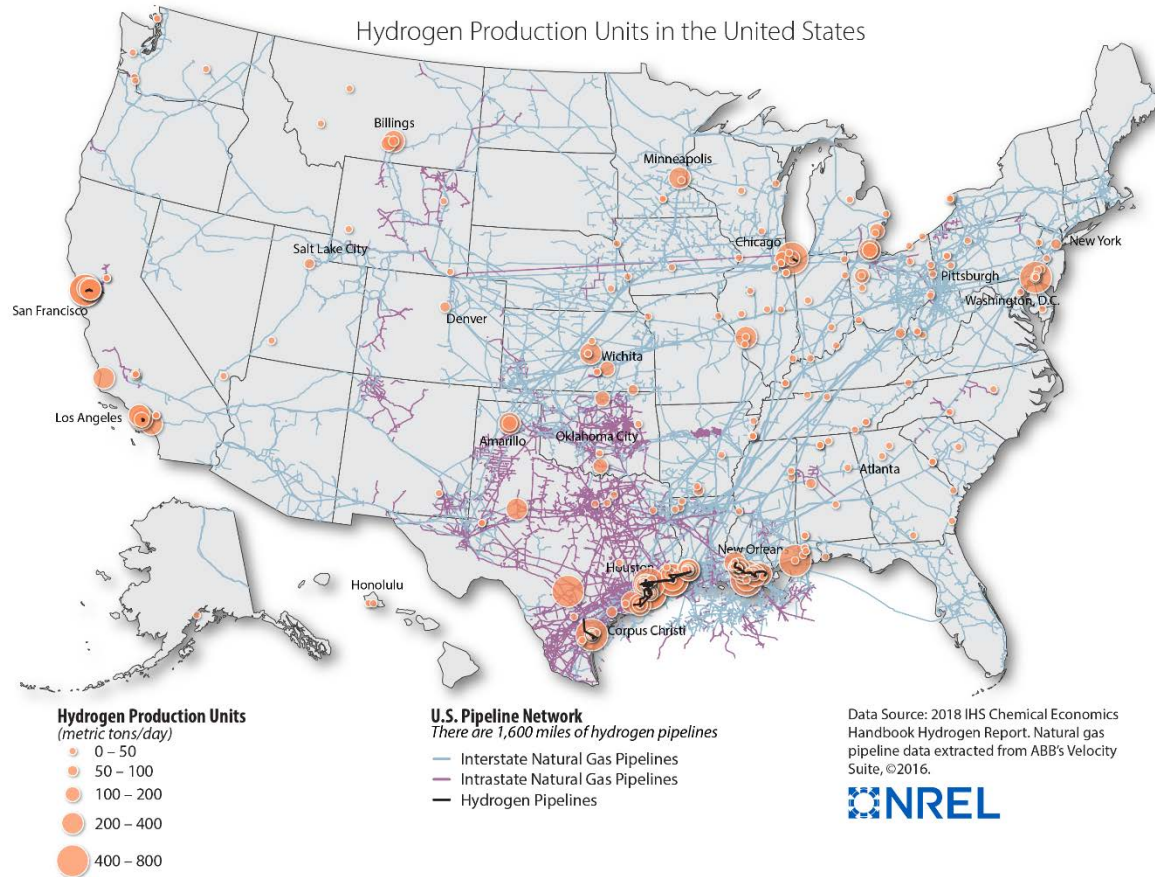 Hydrogen Production Units in the United States
Billings
Minneapolis
Salt Lake City
Chicago
New York
Pittsburgh
Washington, D.C.
San Francisco
Denver
Wichita
Los Angeles
Amarillo
Oklahoma City
Atlanta
New Orlean
Houston
Honolulu
Corpus Christi
Hydrogen Production Units
(metric tons/day)
0 – 50
50 – 100
100 – 200
200 – 400
400 – 800
U.S. Pipeline Network
There are 1,600 miles of hydrogen pipelines
Interstate Natural Gas Pipelines
Intrastate Natural Gas Pipelines
Hydrogen Pipelines
Data Source: 2018 IHS Chemical Economics
Handbook Hydrogen Report. Natural gas
pipeline data extracted from ABB's Velocity
Suite, ©2016.
NREL